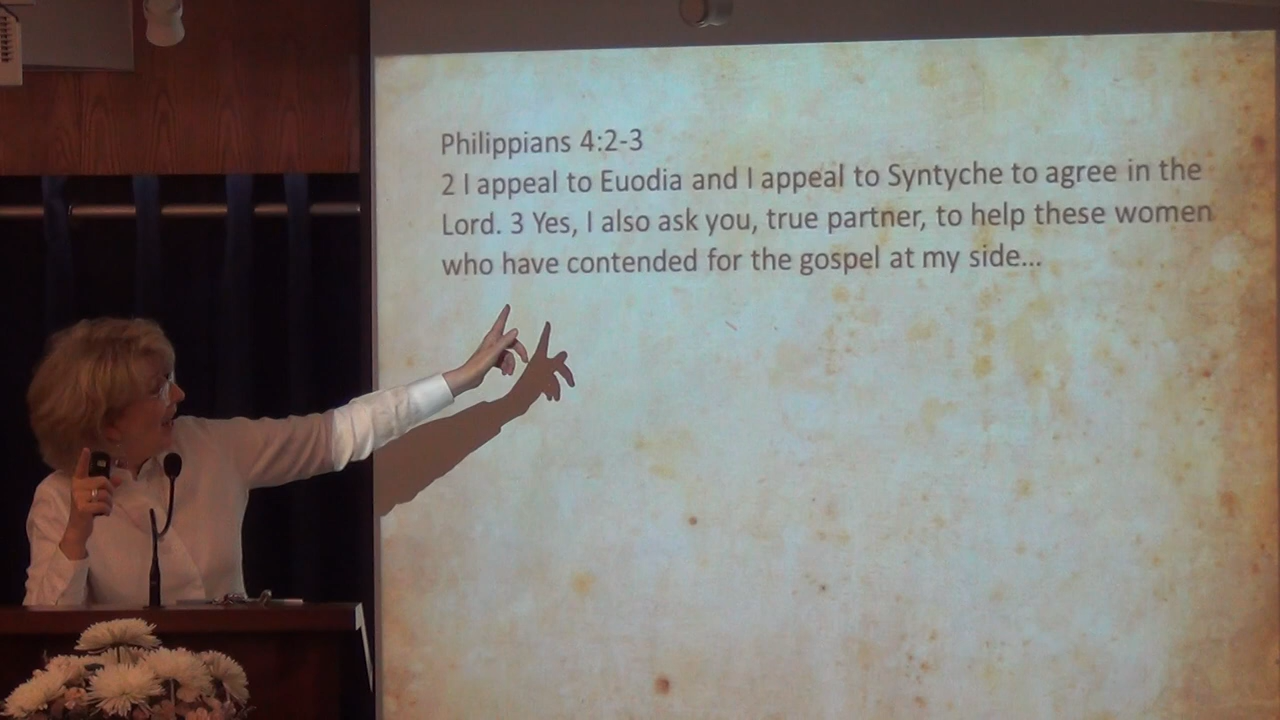 Philippians 4:2-3
2 I appeal to Euodia and I appeal to Syntyche to agree in the
Lord. 3 Yes, I also ask you, true partner, to help these women
who have contended for the gospel at my side...